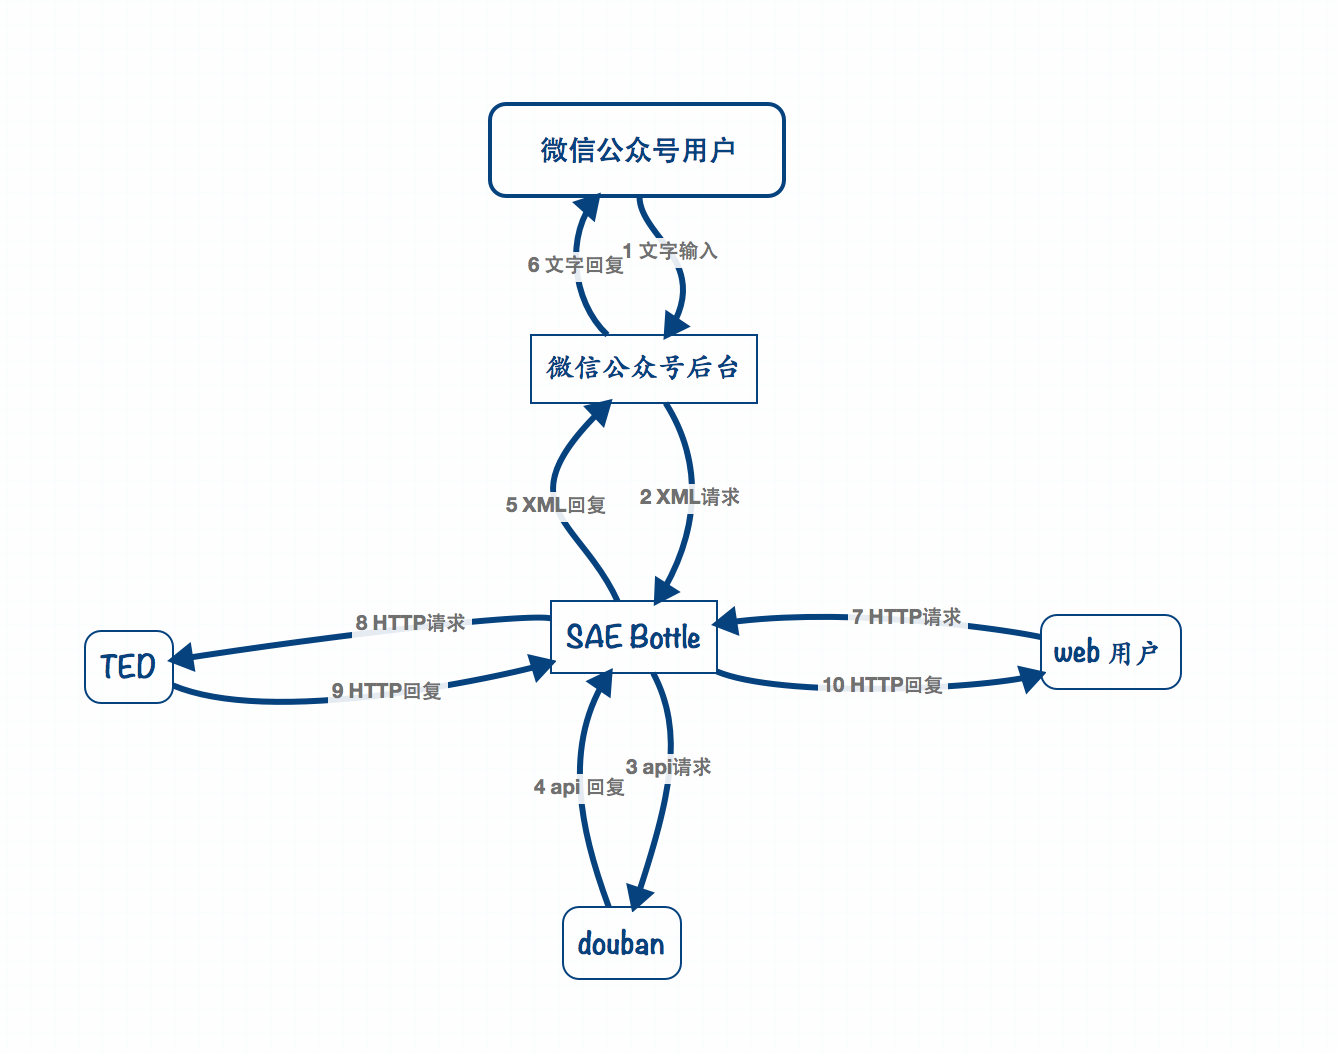 微信公众号用户
1 文字输入
6 文字回复
微信公众号后台
2 XML请求
5 XML回复
8 HTTP请求
7 HTTP请求
SAE Bottle
web 用户
TED
10 HTTP回复
9 HTTP回复
3 api请求
4 api 回复
douban